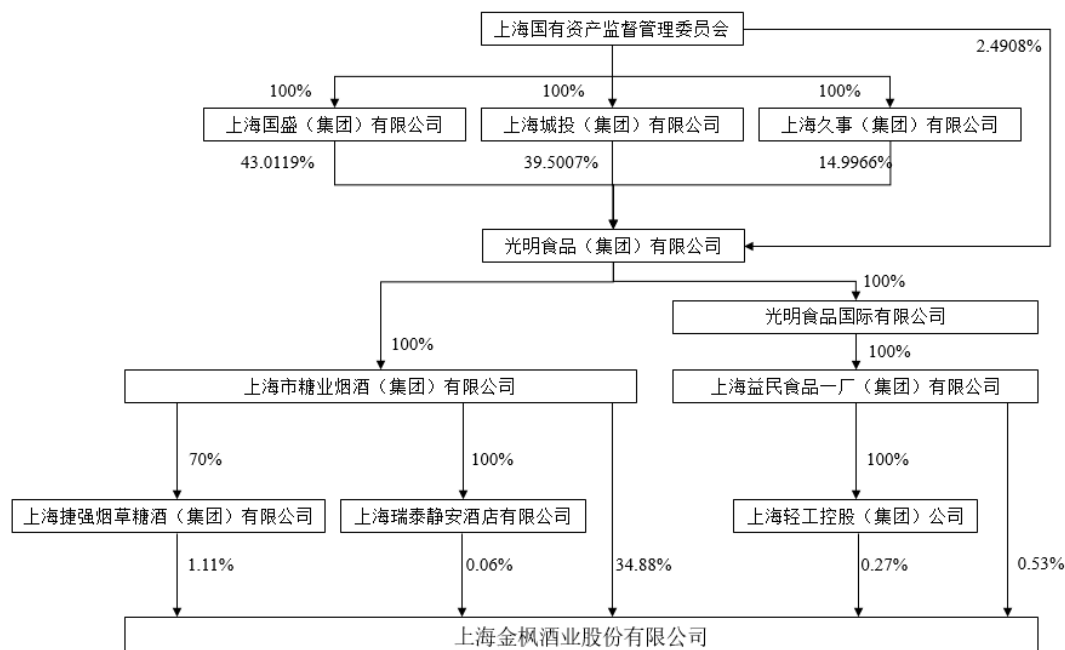 上海国有资产监督管理委员会
2.4908%
100%
100%
100%
上海国盛（集团）有限公司
上海城投（集团）有限公司
上海久事（集团）有限公司
43.0119%
39.5007%
14.9966%
光明食品（集团）有限公司
100%
光明食品国际有限公司
100%
100%
上海市糖业烟酒（集团）有限公司
上海益民食品一厂（集团）有限公司
70%
100%
100%
上海捷强烟草糖酒（集团）有限公司
上海瑞泰静安酒店有限公司
上海轻工控股（集团）公司
1.11%
0.06%
34.88%
0.27%
0.53%
上海金枫酒业股份有限公司